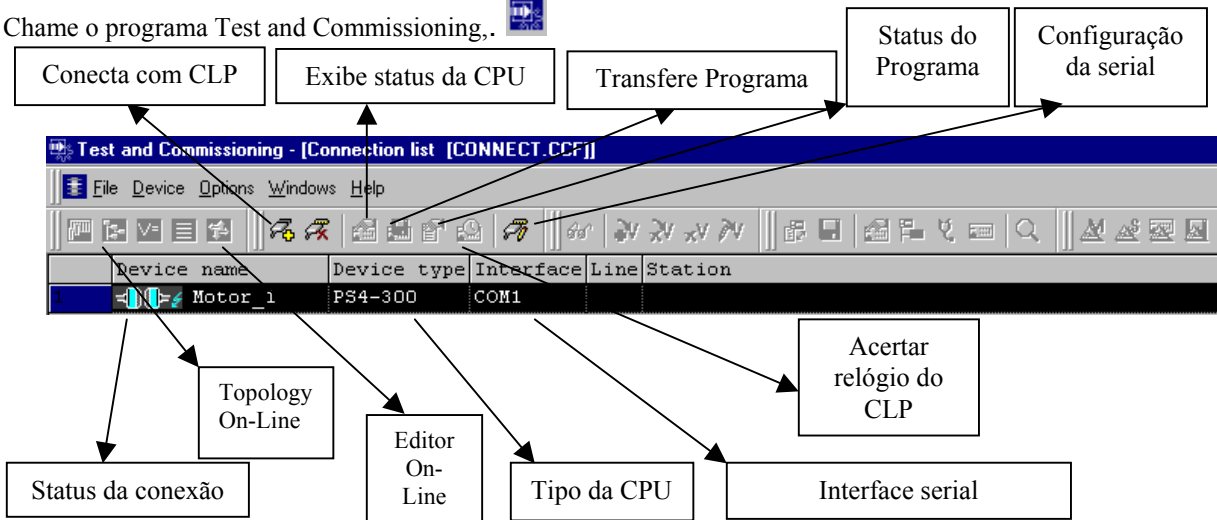 Chame o programa Test and Commissioning,.
Conecta com CLP
Exibe status da CPU
Transfere Programa
Status do
Programa
Configuração
da serial
Test and Commissioning - [Connection list [CONNECT.CCF]]
File Device Options Windows Help
Device name Device type Interface Line Station
1 Motor_1 PS4-300 COM1
Topology
On-Line
Editor
On-
Line
Acertar
relógio do
CLP
Status da conexão
Tipo da CPU
Interface serial